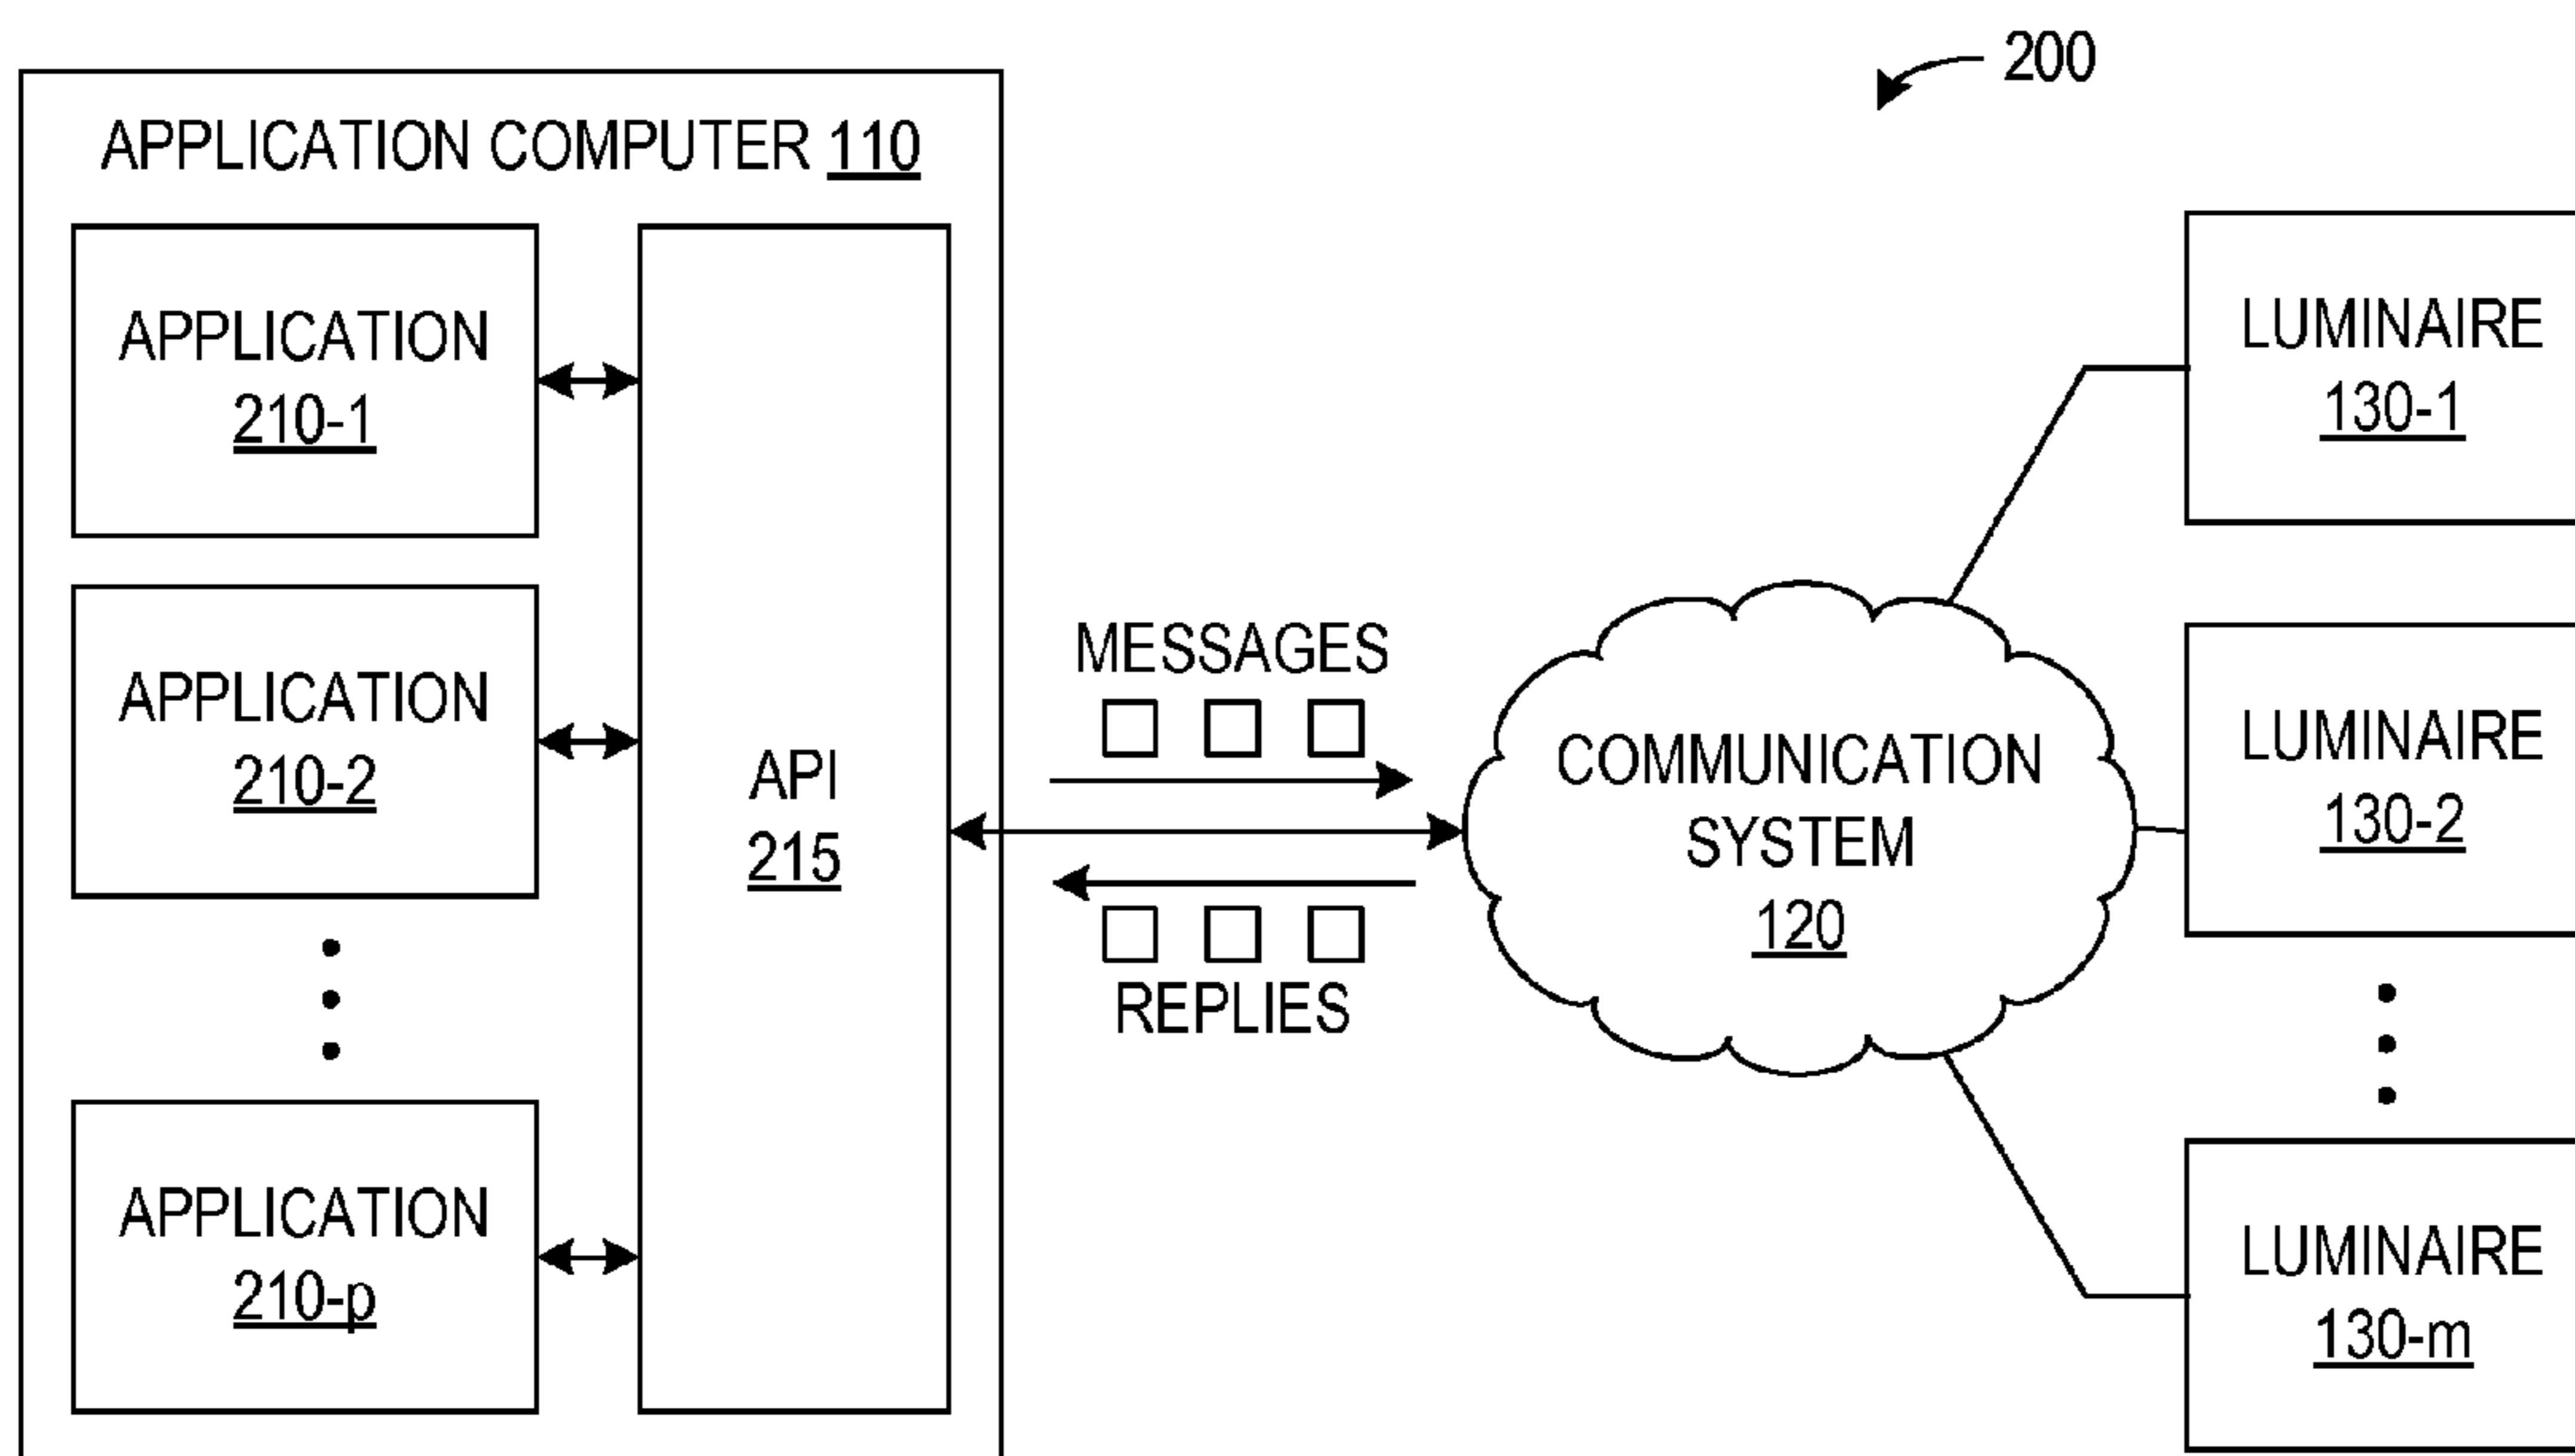 200
APPLICATION COMPUTER 110
APPLICATION
210-1
APPLICATION
210-2
APPLICATION
210-p
API
215
MESSAGES
REPLIES
COMMUNICATION
SYSTEM
120
LUMINAIRE
130-1
LUMINAIRE
130-2
LUMINAIRE
130-m